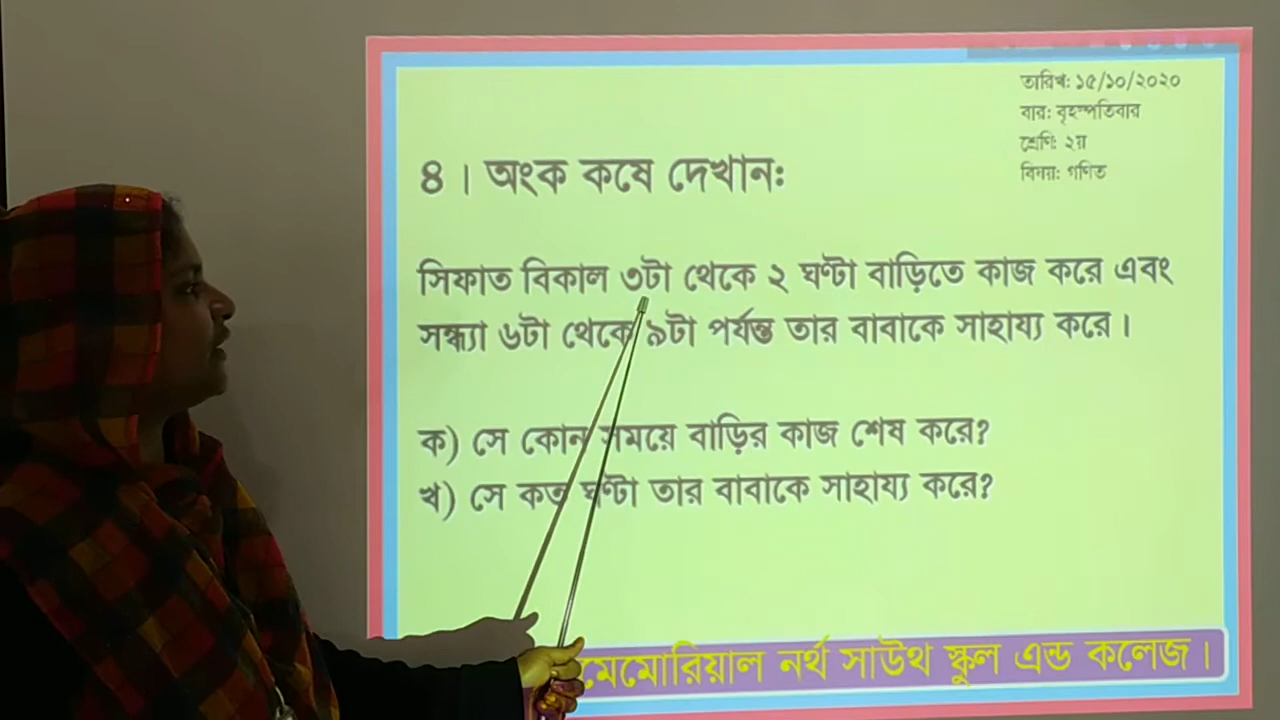 তারিখ: ১৫/১০/২০২০
বার: বৃহস্পতিবার
শ্রেণি: ২য়
বিষয়: গণিত
৪। অংক কষে দেখান:
সিফাত বিকাল ৩টা থেকে ২ ঘণ্টা বাড়িতে কাজ করে এবং
সন্ধ্যা ৬টা থেকে ৯টা পর্যন্ত তার বাবাকে সাহায্য করে।
ক) সে কোন সময়ে বাড়ির কাজ শেষ করে?
খ) সে কত ঘণ্টা তার বাবাকে সাহায্য করে?
মেমোরিয়াল নর্থ সাউথ স্কুল এন্ড কলেজ।